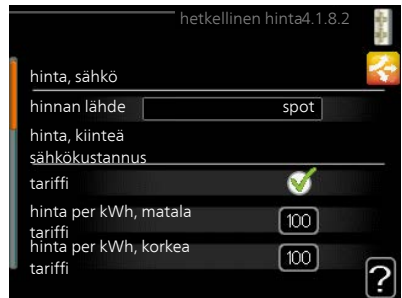 hetkellinen hinta4.1.8.2
hinta, sähkö
hinnan lähde
spot
hinta, kiinteä
sähkökustannus
tariffi
hinta per kWh, matala
tariffi
100
hinta per kWh, korkea
tariffi
100
?